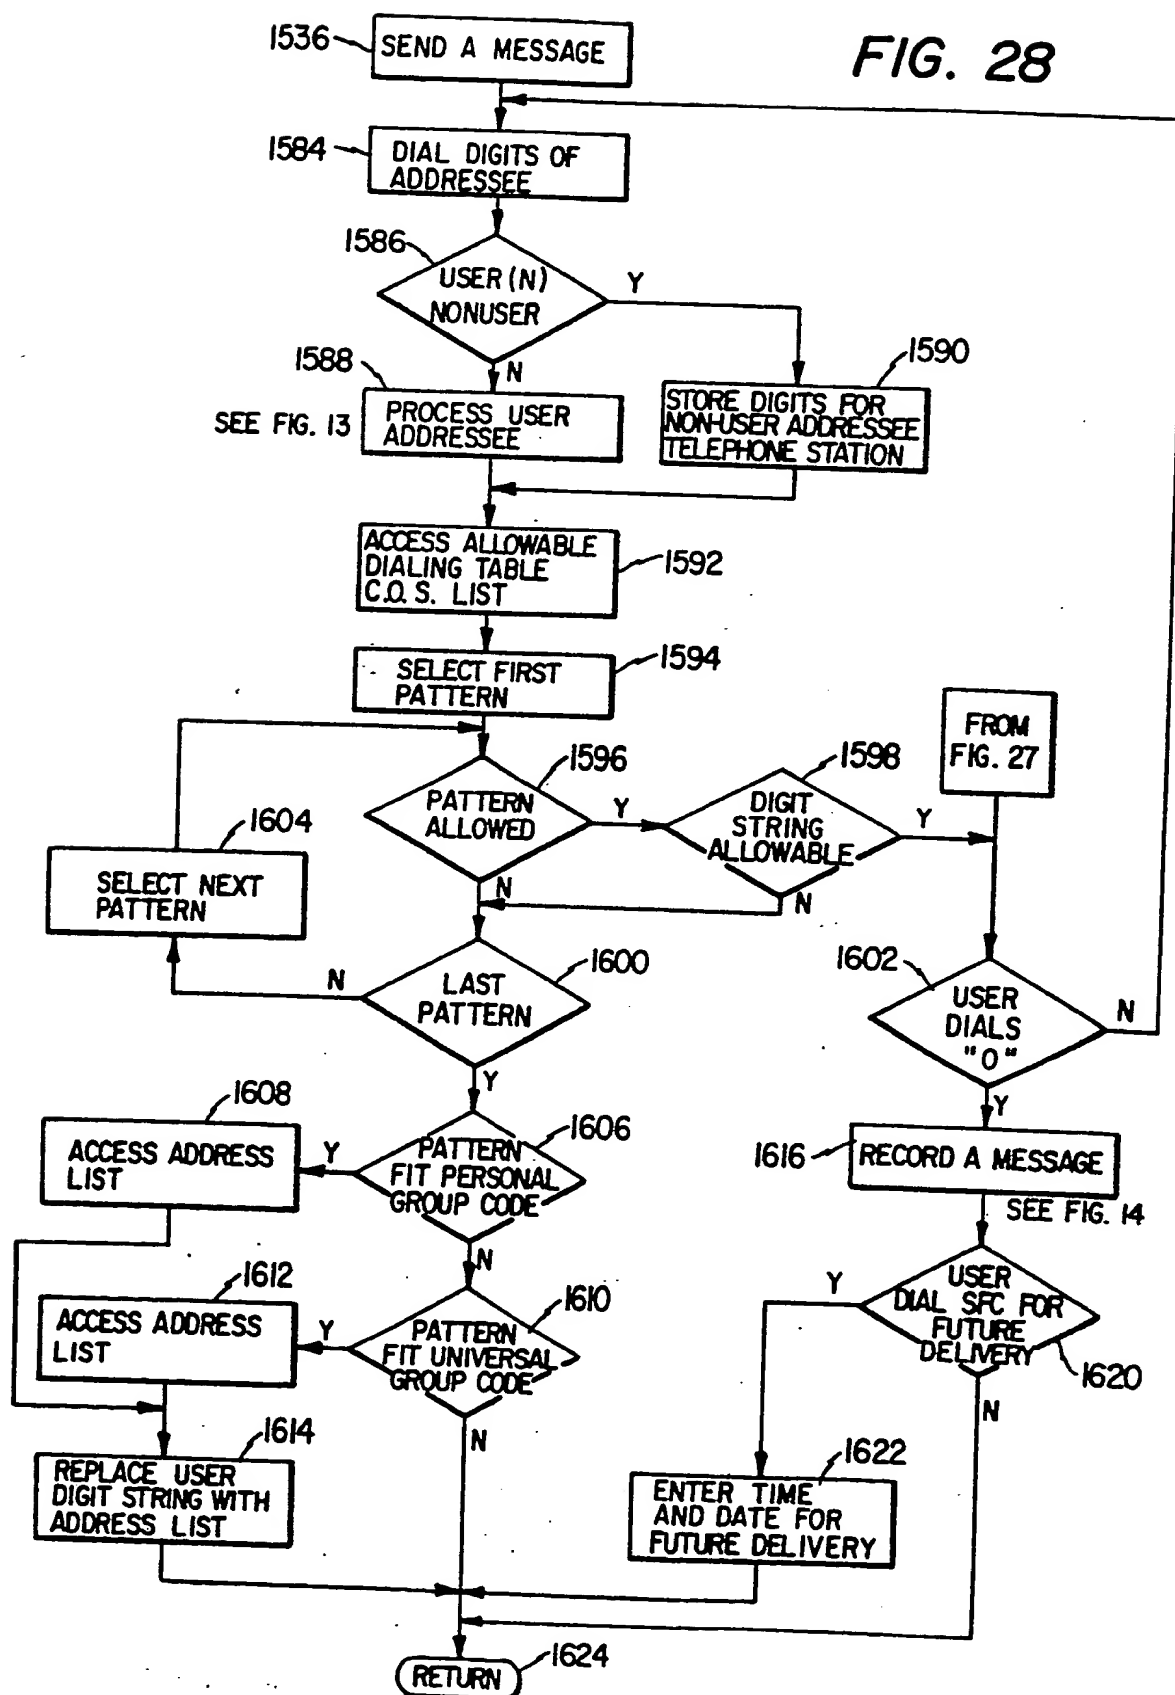 FIG. 28
1536
SEND A MESSAGE
1584
DIAL DIGITS OF
ADDRESSEE
1586
USER (N)
NONUSER
Y
N
1588
PROCESS USER
ADDRESSEE
SEE FIG. 13
1590
STORE DIGITS FOR
NON-USER ADDRESSEE
TELEPHONE STATION
ACCESS ALLOWABLE
DIALING TABLE
C.O.S. LIST
1592
SELECT FIRST
PATTERN
1594
FROM
FIG. 27
1596
PATTERN
ALLOWED
Y
N
1598
DIGIT
STRING
ALLOWABLE
Y
N
1604
SELECT NEXT
PATTERN
1600
LAST
PATTERN
N
Y
1602
USER
DIALS
"O"
N
Y
1608
ACCESS ADDRESS
LIST
1606
PATTERN
FIT PERSONAL
GROUP CODE
Y
N
1616
RECORD A MESSAGE
SEE FIG. 14
1612
ACCESS ADDRESS
LIST
1610
PATTERN
FIT UNIVERSAL
GROUP CODE
Y
N
USER
DIAL SFC FOR
FUTURE
DELIVERY
1620
Y
N
1614
REPLACE USER
DIGIT STRING WITH
ADDRESS LIST
1622
ENTER TIME
AND DATE FOR
FUTURE DELIVERY
RETURN
1624